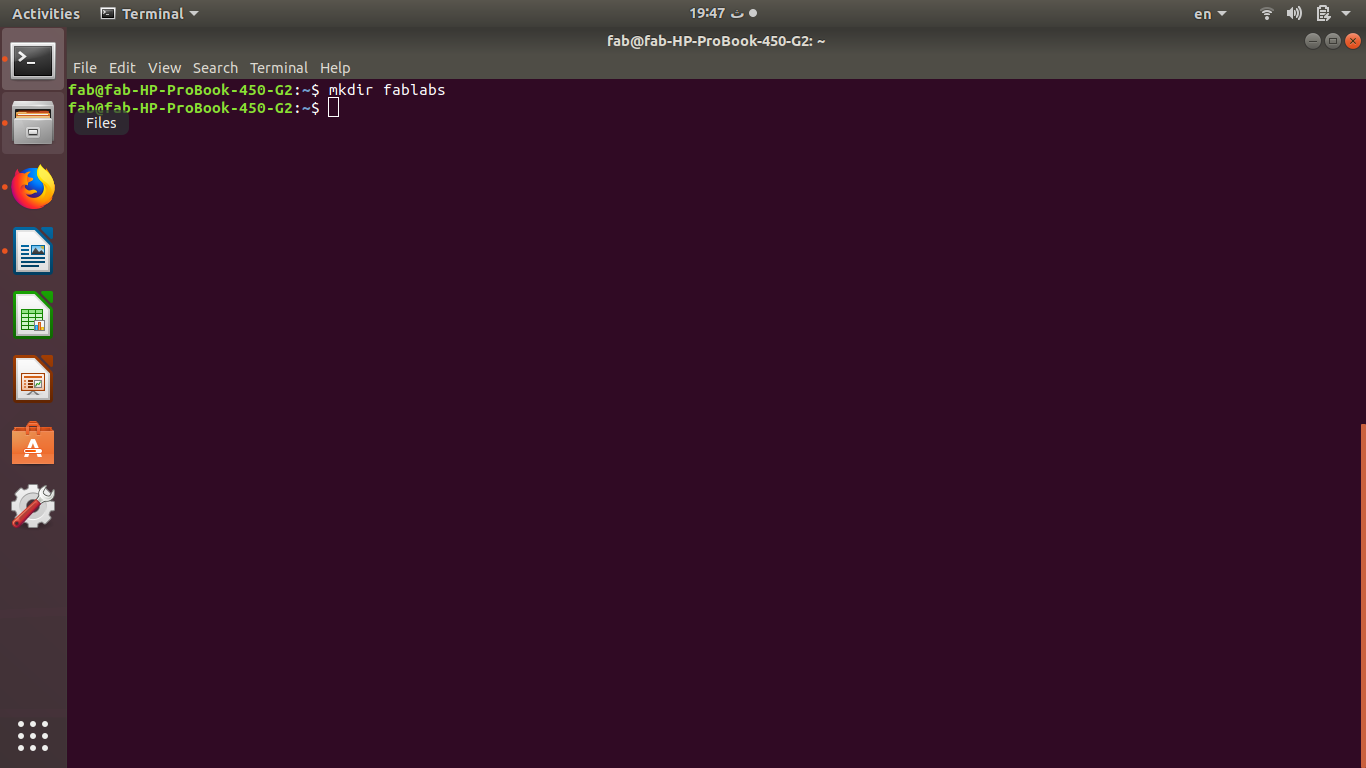 Activities Terminal 19:47 ث en
fab@fab-HP-ProBook-450-G2: ~
File Edit View Search Terminal Help
fab@fab-HP-ProBook-450-G2:~$ mkdir fablabs
fab@fab-HP-ProBook-450-G2:~$
Files